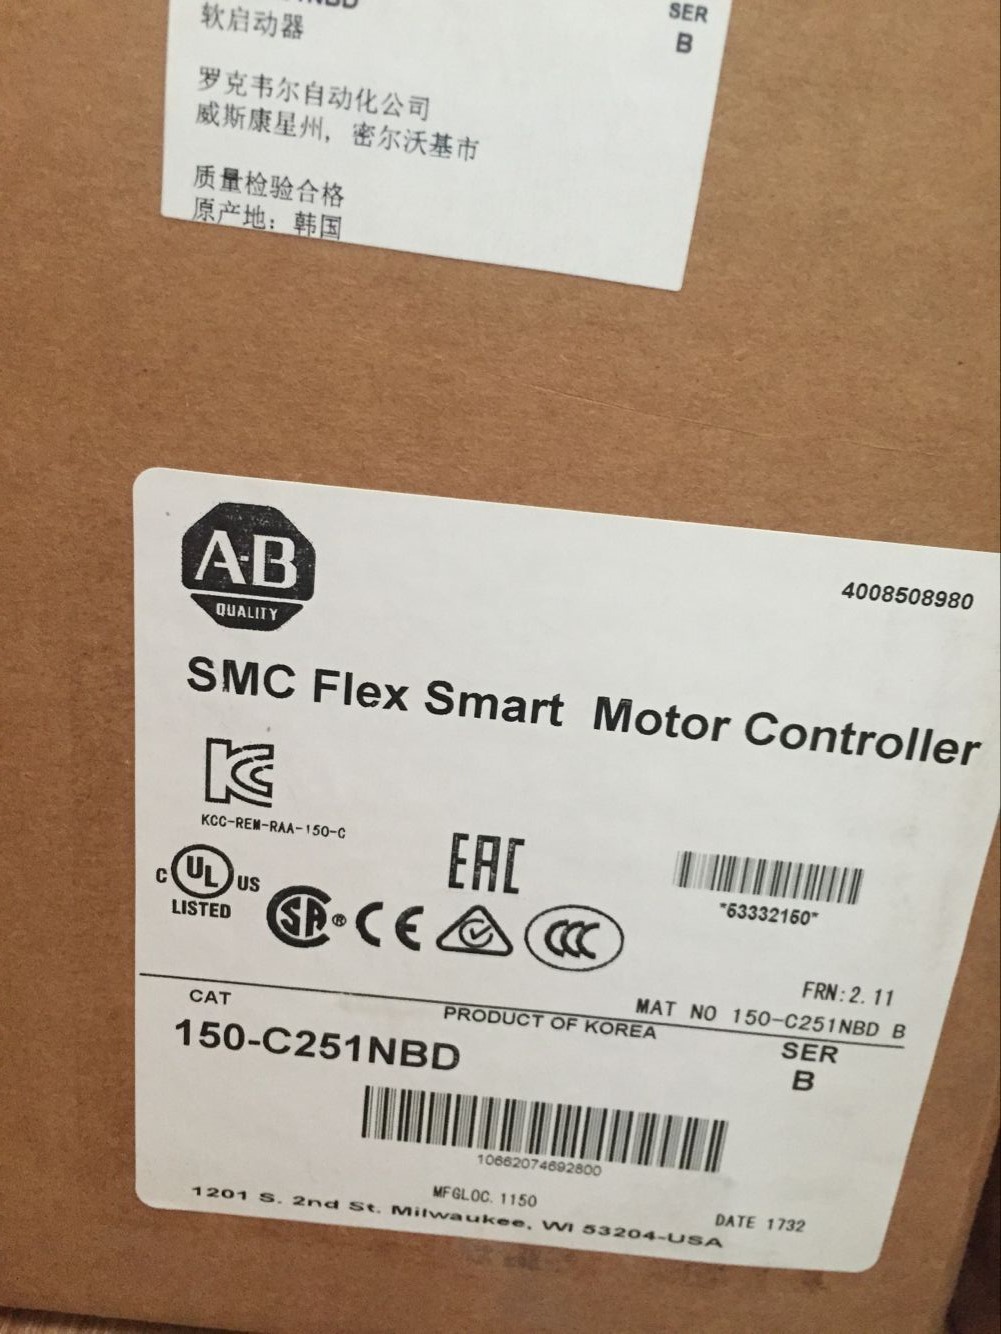 SER
B
软启动器
罗克韦尔自动化公司
威斯康星州, 密尔沃基市
质量检验合格
原产地: 韩国
A-B
QUALITY
4008508980
SMC Flex Smart Motor Controller
KCC-REM-RAA-150-C
EAC
C UL US
LISTED
SA ® CE CCC
*53332150*
FRN:2.11
MAT NO 150-C251NBD B
CAT
PRODUCT OF KOREA
150-C251NBD
SER
B
10662074692800
MFGLOC. 1150
DATE 1732
1201 S. 2nd St. Milwaukee, WI 53204-USA